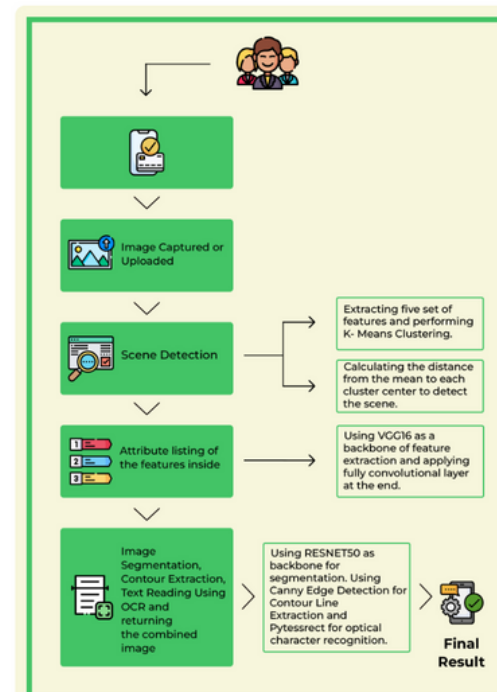 Image Captured or
Uploaded
Scene Detection
Extracting five set of
features and performing
K- Means Clustering.
Calculating the distance
from the mean to each
cluster center to detect
the scene.
1
2
3
Attribute listing of
the features inside
Using VGG16 as a
backbone of feature
extraction and applying
fully convolutional layer
at the end.
Image
Segmentation,
Contour Extraction,
Text Reading Using
OCR and
returning
the combined
image
Using RESNET50 as
backbone for
segmentation. Using
Canny Edge Detection for
Contour Line
Extraction and
Pytessrect for optical
character recognition.
Final
Result